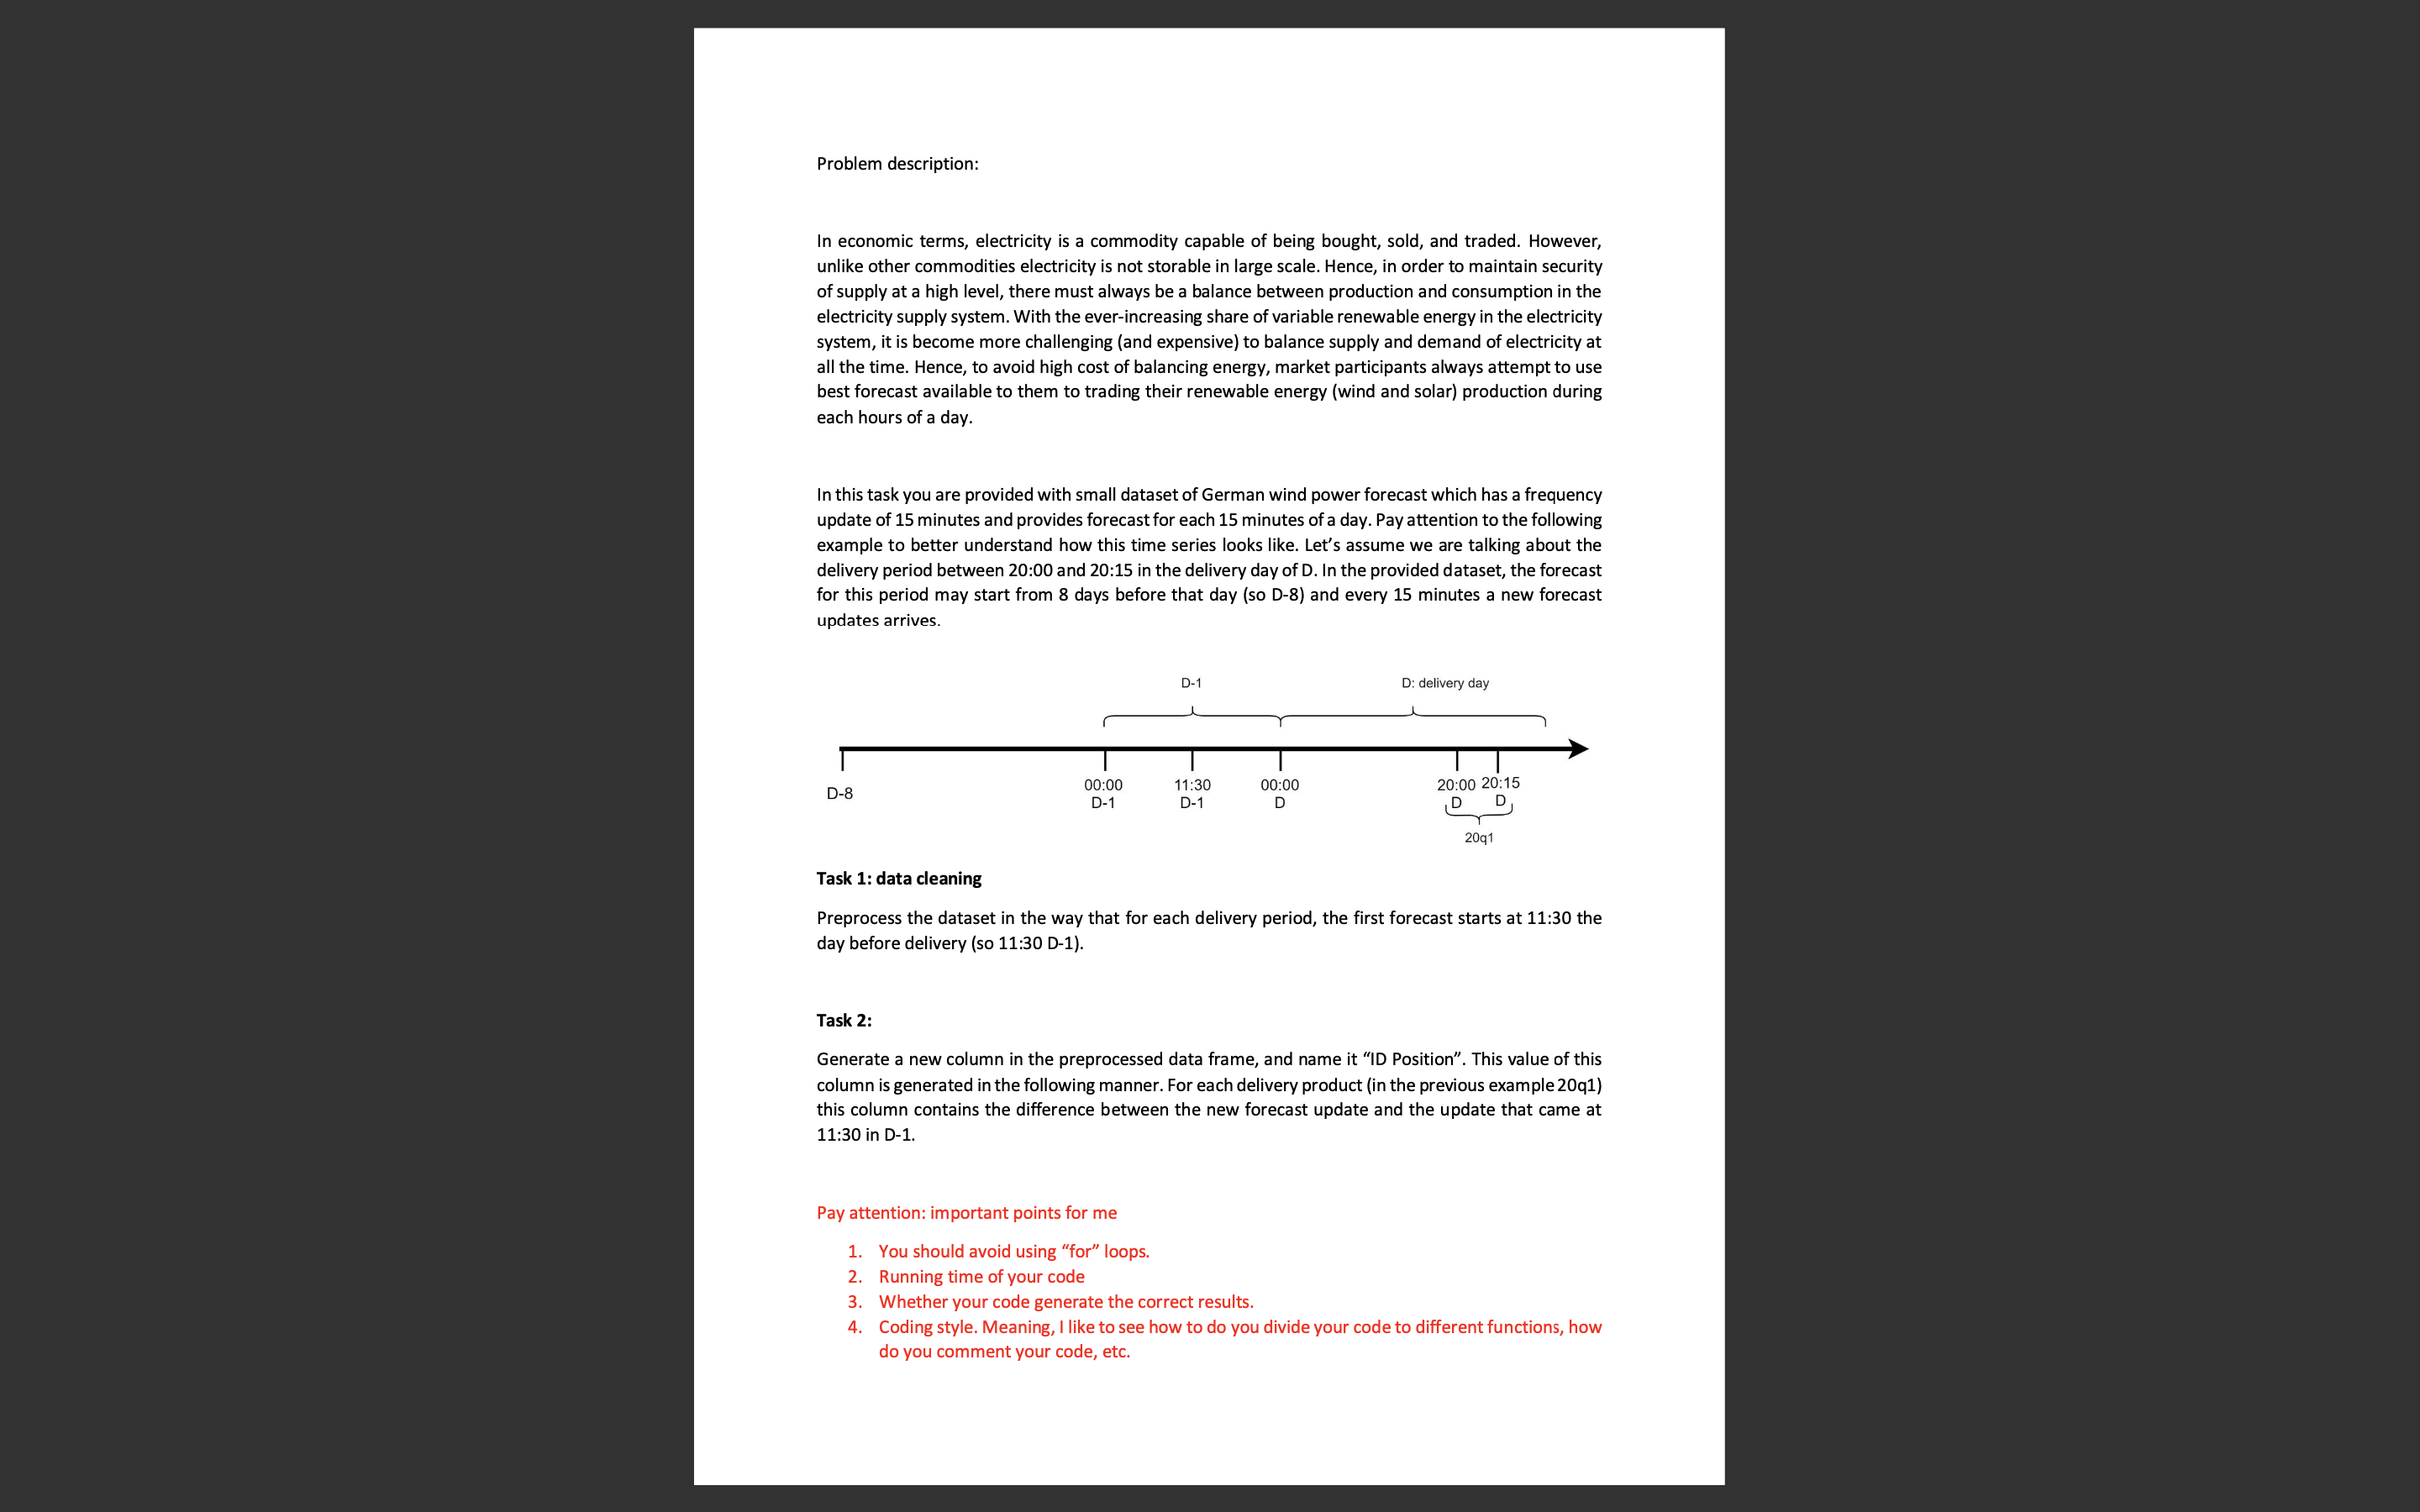 Problem description:
In economic terms, electricity is a commodity capable of being bought, sold, and traded. However,
unlike other commodities electricity is not storable in large scale. Hence, in order to maintain security
of supply at a high level, there must always be a balance between production and consumption in the
electricity supply system. With the ever-increasing share of variable renewable energy in the electricity
system, it is become more challenging (and expensive) to balance supply and demand of electricity at
all the time. Hence, to avoid high cost of balancing energy, market participants always attempt to use
best forecast available to them to trading their renewable energy (wind and solar) production during
each hours of a day.
In this task you are provided with small dataset of German wind power forecast which has a frequency
update of 15 minutes and provides forecast for each 15 minutes of a day. Pay attention to the following
example to better understand how this time series looks like. Let's assume we are talking about the
delivery period between 20:00 and 20:15 in the delivery day of D. In the provided dataset, the forecast
for this period may start from 8 days before that day (so D-8) and every 15 minutes a new forecast
updates arrives.
D-1 D: delivery day
00:00 11:30 00:00 20:00 20:15
D-8 D-1 D-1 D D D
20q1
Task 1: data cleaning
Preprocess the dataset in the way that for each delivery period, the first forecast starts at 11:30 the
day before delivery (so 11:30 D-1).
Task 2:
Generate a new column in the preprocessed data frame, and name it “ID Position”. This value of this
column is generated in the following manner. For each delivery product (in the previous example 20q1)
this column contains the difference between the new forecast update and the update that came at
11:30 in D-1.
Pay attention: important points for me
1. You should avoid using “for” loops.
2. Running time of your code
3. Whether your code generate the correct results.
4. Coding style. Meaning, I like to see how to do you divide your code to different functions, how
do you comment your code, etc.